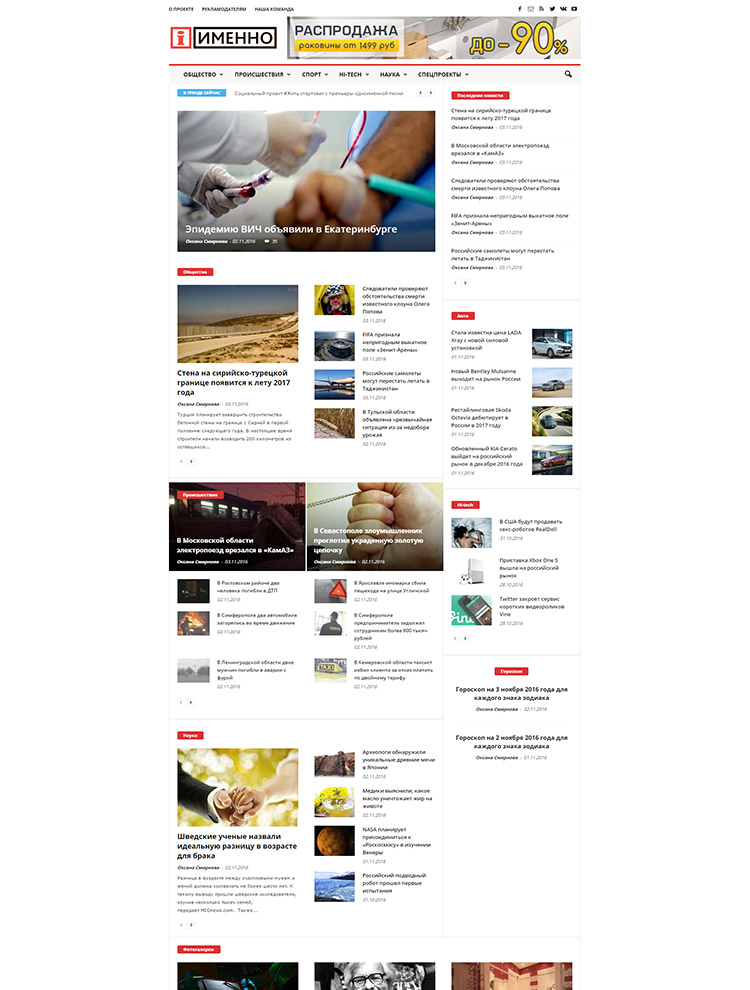 О ПРОЕКТЕ РЕКЛАМОДАТЕЛЯМ НАША КОМАНДА
i ИМЕННО
РАСПРОДАЖА
раковины от 1499 руб
до -90%
ОБЩЕСТВО ПРОИСШЕСТВИЯ СПОРТ HI-TECH НАУКА СПЕЦПРОЕКТЫ
В ТРЕНДЕ СЕЙЧАС Социальный проект #Жить стартовал с премьеры одноименной песни
Эпидемию ВИЧ объявили в Екатеринбурге
Оксана Смирнова - 02.11.2016 35
Последние новости
Стена на сирийско-турецкой границе
появится к лету 2017 года
Оксана Смирнова - 03.11.2016
В Московской области электропоезд
врезался в «КамАЗ»
Оксана Смирнова - 03.11.2016
Следователи проверяют обстоятельства
смерти известного клоуна Олега Попова
Оксана Смирнова - 03.11.2016
FIFA признала непригодным выкатное поле
«Зенит-Арены»
Оксана Смирнова - 03.11.2016
Российские самолеты могут перестать
летать в Таджикистан
Оксана Смирнова - 03.11.2016
Общество
Стена на сирийско-турецкой
границе появится к лету 2017
года
Оксана Смирнова - 03.11.2016
Турция планирует завершить строительство
бетонной стены на границе с Сирией в первой
половине следующего года. В настоящее время
строители начали возводить 200 километров из
оставшихся...
Следователи проверяют
обстоятельства смерти
известного клоуна Олега
Попова
03.11.2016
FIFA признала
непригодным выкатное
поле «Зенит-Арены»
03.11.2016
Российские самолеты
могут перестать летать в
Таджикистан
03.11.2016
В Тульской области
объявлена чрезвычайная
ситуация из-за недобора
урожая
02.11.2016
Авто
Стала известна цена LADA
Xray с новой силовой
установкой
01.11.2016
Новый Bentley Mulsanne
выходит на рынок России
01.11.2016
Рестайлинговая Skoda
Octavia дебютирует в
России в 2017 году
01.11.2016
Обновленный KIA Cerato
выйдет на российский
рынок в декабре 2016 года
01.11.2016
Происшествия
В Московской области
электропоезд врезался в «КамАЗ»
Оксана Смирнова - 03.11.2016
В Севастополе злоумышленник
проглотил украденную золотую
цепочку
Оксана Смирнова - 02.11.2016
В Ростовском районе два
человека погибли в ДТП
02.11.2016
В Симферополе два автомобиля
загорелись во время движения
02.11.2016
В Ленинградской области двое
мужчин погибли в аварии с
фурой
02.11.2016
В Ярославле иномарка сбила
пешехода на улице Угличской
02.11.2016
В Симферополе
предприниматель задолжал
сотрудникам более 600 тысяч
рублей
02.11.2016
В Кемеровской области таксист
избил клиента за отказ платить
по двойному тарифу
02.11.2016
TAXI
Hi-tech
В США будут продавать
секс-роботов RealDoll
31.10.2016
Приставка Xbox One S
вышла на российский
рынок
28.10.2016
Twitter закроет сервис
коротких видеороликов
Vine
28.10.2016
Гороскоп
Гороскоп на 3 ноября 2016 года для
каждого знака зодиака
Оксана Смирнова - 02.11.2016
Гороскоп на 2 ноября 2016 года для
каждого знака зодиака
Оксана Смирнова - 01.11.2016
Наука
Шведские ученые назвали
идеальную разницу в возрасте
для брака
Оксана Смирнова - 02.11.2016
Разница в возрасте между счастливыми мужем и
женой должна составлять не более шести лет. К
такому выводу пришли шведские исследователи,
изучив несколько тысяч семей,
передает MIGnews.com. Также...
Археологи обнаружили
уникальные древние мечи
в Японии
02.11.2016
Медики выяснили, какое
масло уничтожает жир на
животе
02.11.2016
NASA планирует
присоединиться к
«Роскосмосу» в изучении
Венеры
01.11.2016
Российский подводный
робот прошел первые
испытания
31.10.2016
Фотогалереи